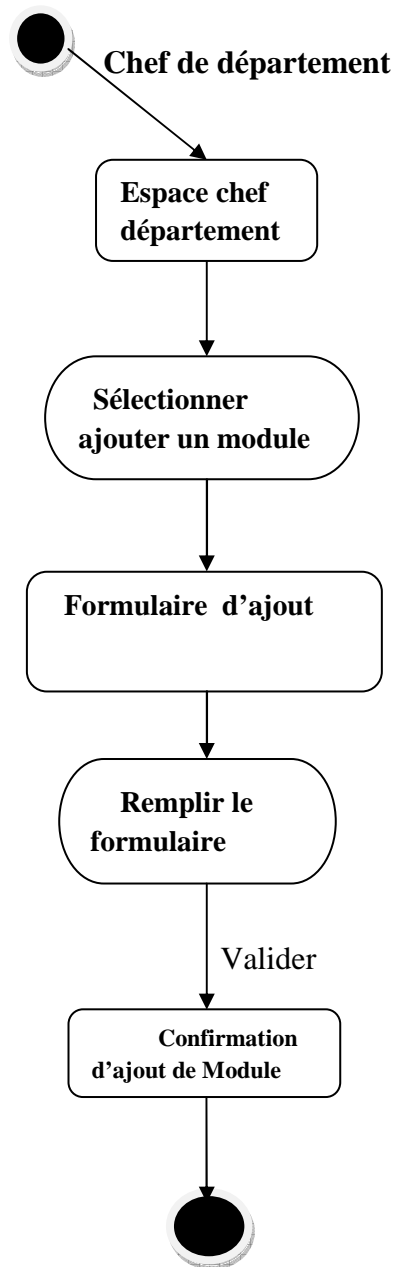 Chef de département
Espace chef
département
Sélectionner
ajouter un module
Formulaire d'ajout
Remplir le
formulaire
Valider
Confirmation
d'ajout de Module